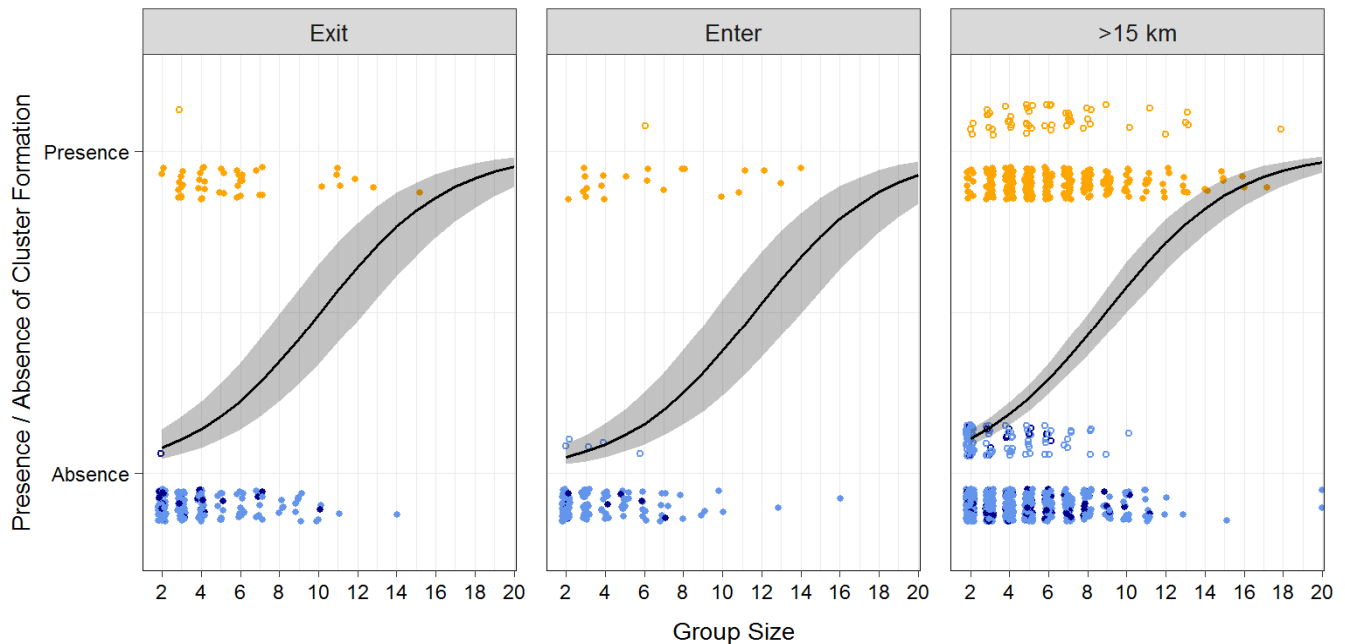 Exit
Enter
>15 km
Presence / Absence of Cluster Formation
Presence
Absence
2 4 6 8 10 12 14 16 18 20
2 4 6 8 10 12 14 16 18 20
2 4 6 8 10 12 14 16 18 20
Group Size